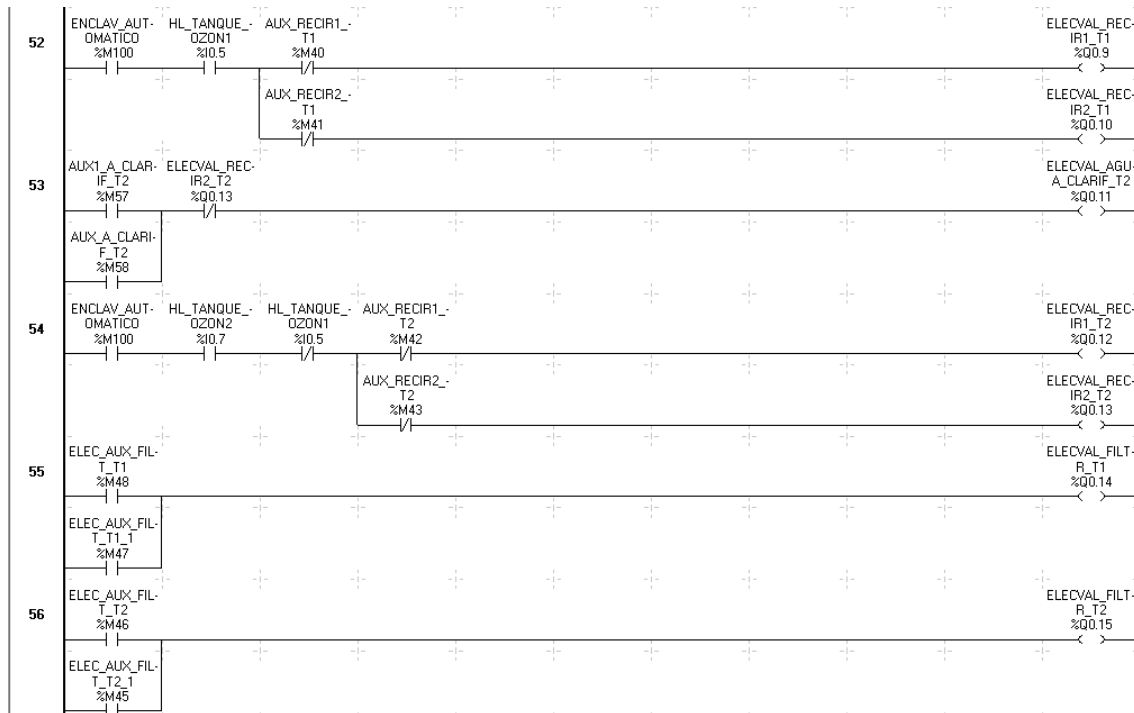 ENCLAV_AUT- HL_TANQUE_- AUX_RECIR1_- ELECVAL_REC-
OMATICO OZON1 T1 IR1_T1
52 %M100 %I0.5 %M40 %Q0.9
AUX_RECIR2_- ELECVAL_REC-
T1 IR2_T1
%M41 %Q0.10
AUX1_A_CLAR- ELECVAL_REC- ELECVAL_AGU-
53 IF_T2 IR2_T2 A_CLARIF_T2
%M57 %Q0.13 %Q0.11
AUX_A_CLARI-
F_T2
%M58
ENCLAV_AUT- HL_TANQUE_- HL_TANQUE_- AUX_RECIR1_- ELECVAL_REC-
54 OMATICO OZON2 OZON1 T2 IR1_T2
%M100 %I0.7 %I0.5 %M42 %Q0.12
AUX_RECIR2_- ELECVAL_REC-
T2 IR2_T2
%M43 %Q0.13
ELEC_AUX_FIL- ELECVAL_FILT-
55 T_T1 R_T1
%M48 %Q0.14
ELEC_AUX_FIL-
T_T1_1
%M47
ELEC_AUX_FIL- ELECVAL_FILT-
56 T_T2 R_T2
%M46 %Q0.15
ELEC_AUX_FIL-
T_T2_1
%M45